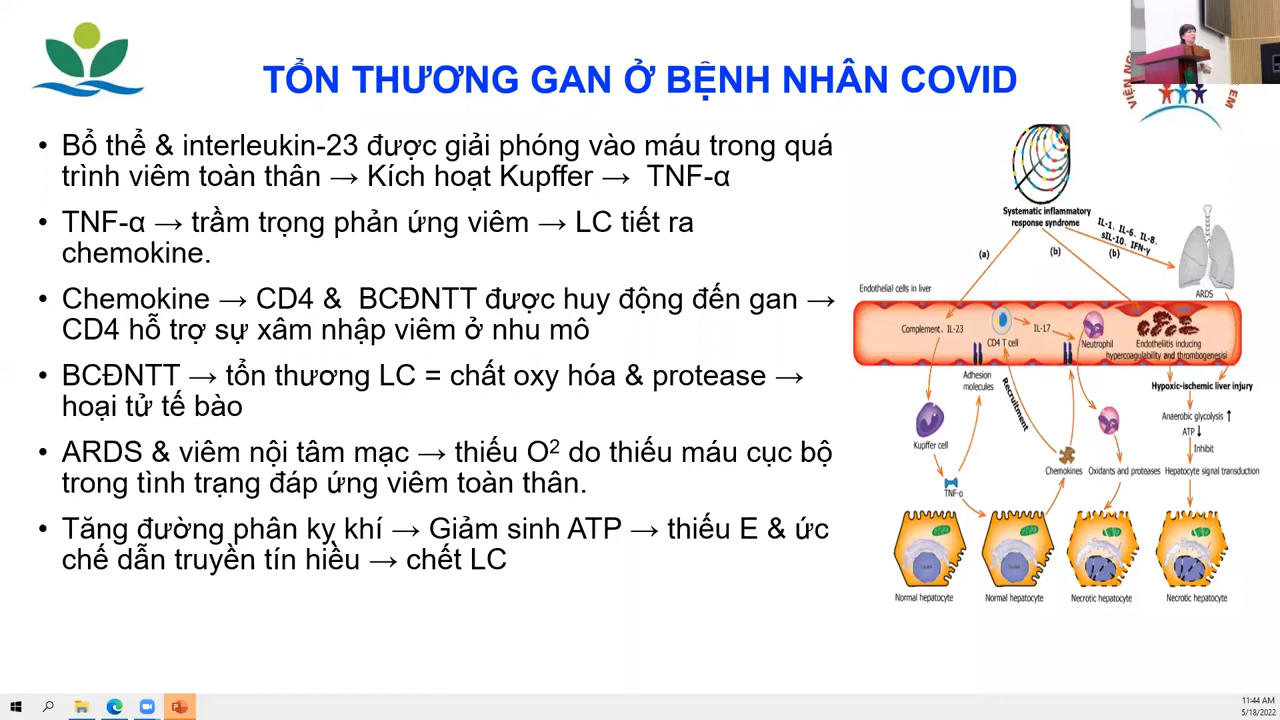 TỔN THƯƠNG GAN Ở BỆNH NHÂN COVID
• Bổ thể & interleukin-23 được giải phóng vào máu trong quá
trình viêm toàn thân → Kích hoạt Kupffer → TNF-α
• TNF-α → trầm trọng phản ứng viêm → LC tiết ra
chemokine.
• Chemokine → CD4 & BCĐNTT được huy động đến gan →
CD4 hỗ trợ sự xâm nhập viêm ở nhu mô
• BCĐNTT → tổn thương LC = chất oxy hóa & protease →
hoại tử tế bào
• ARDS & viêm nội tâm mạc → thiếu O2 do thiếu máu cục bộ
trong tình trạng đáp ứng viêm toàn thân.
• Tăng đường phân kỵ khí → Giảm sinh ATP → thiếu E & ức
chế dẫn truyền tín hiều → chết LC
VIỆN
EM
Systematic inflammatory
response syndrome
IL-1、IL-6、IL-8、
sIL-10、IFN-γ
(a)
(b)
(b)
ARDS
Endothelial cells in liver
Complement、IL-23
CD4 T cell
IL-17
Neutrophil
Endotheliitis inducing
hypercoagulability and thrombogenesisi
Adhesion
molecules
Recruitment
Hypoxic-ischemic liver injury
Anaerobic glycolysis ↑
ATP ↓
Inhibit
Kupffer cell
Chemokines
Oxidants and proteases
Hepatocyte signal transduction
TNF-α
Normal hepatocyte
Normal hepatocyte
Necrotic hepatocyte
Necrotic hepatocyte
11:44 AM
5/18/2022